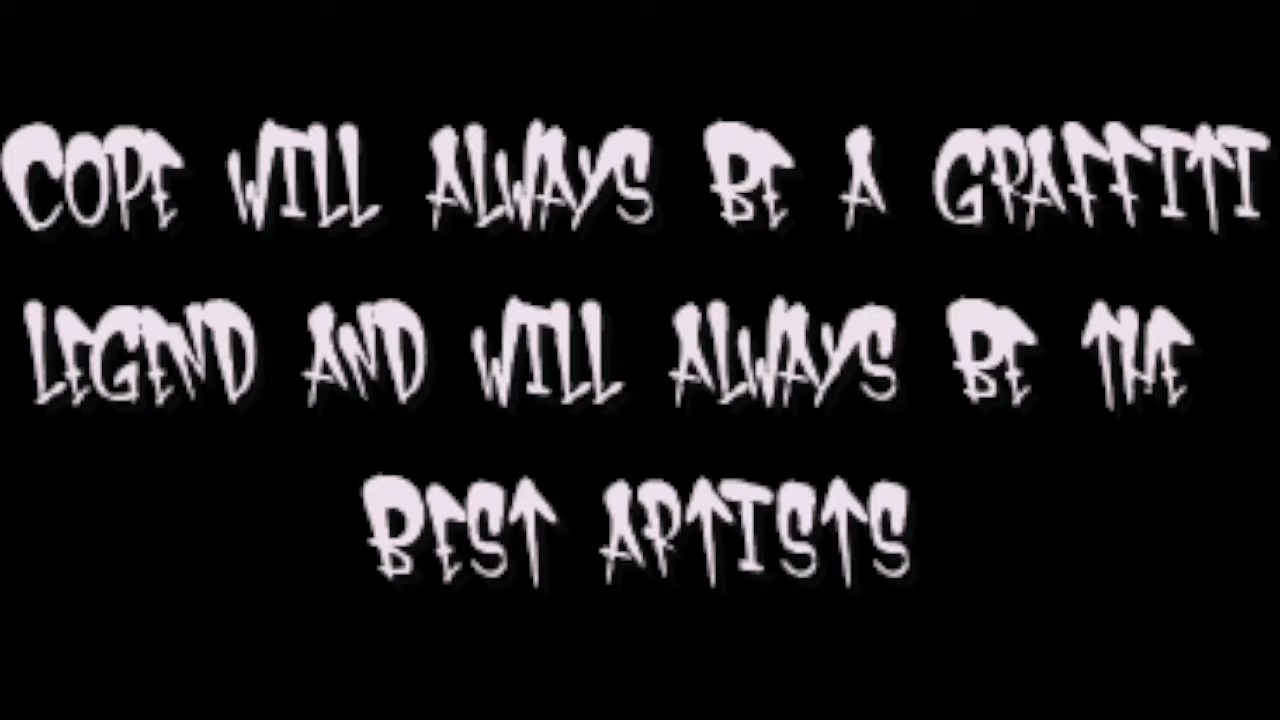 COPE WILL ALWAYS BE A GRAFFITI
LEGEND AND WILL ALWAYS BE THE
BEST ARTISTS